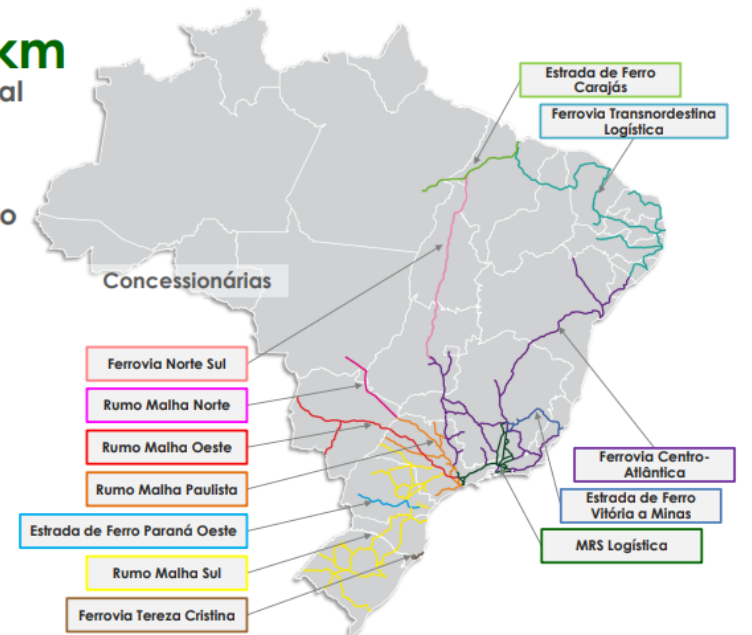 km
al
o
Estrada de Ferro
Carajás
Ferrovia Transnordestina
Logística
Concessionárias
Ferrovia Norte Sul
Rumo Malha Norte
Rumo Malha Oeste
Rumo Malha Paulista
Estrada de Ferro Paraná Oeste
Rumo Malha Sul
Ferrovia Tereza Cristina
Ferrovia Centro-
Atlântica
Estrada de Ferro
Vitória a Minas
MRS Logística